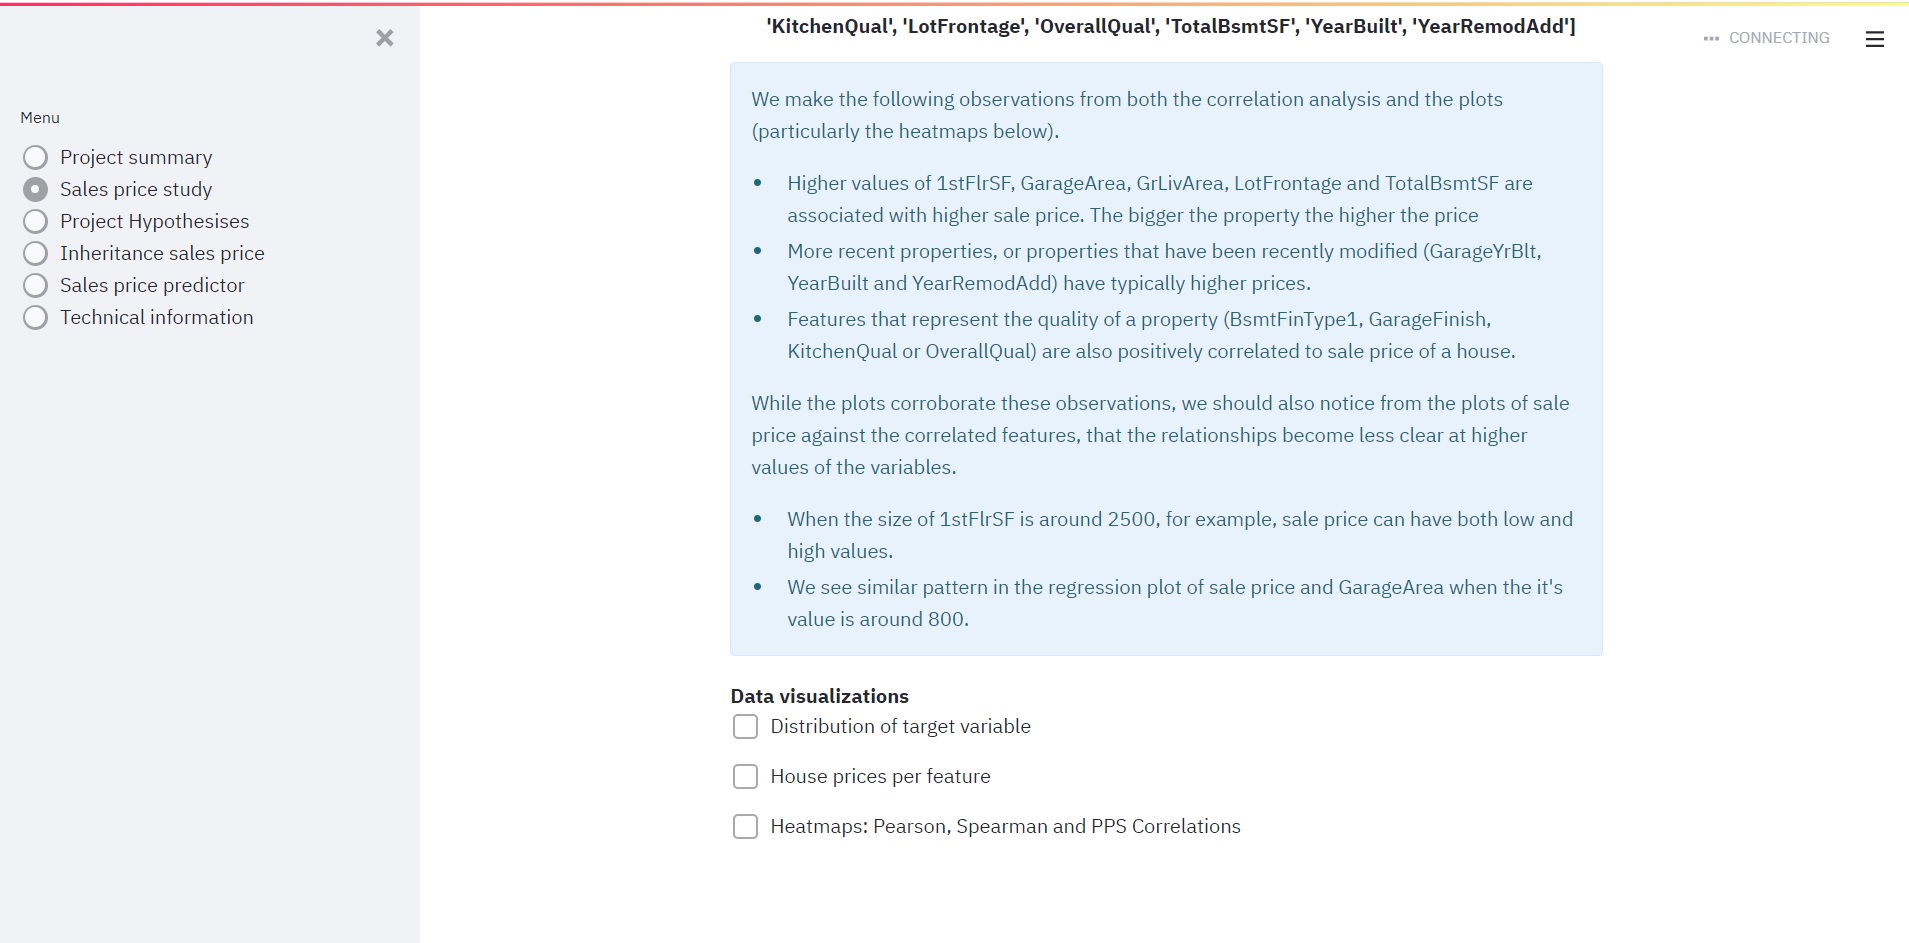 Menu
Project summary
Sales price study
Project Hypothesises
Inheritance sales price
Sales price predictor
Technical information
CONNECTING
'KitchenQual', 'LotFrontage', 'OverallQual', 'TotalBsmtSF', 'YearBuilt', 'YearRemodAdd']
We make the following observations from both the correlation analysis and the plots
(particularly the heatmaps below).
• Higher values of 1stFlrSF, GarageArea, GrLivArea, LotFrontage and TotalBsmtSF are
associated with higher sale price. The bigger the property the higher the price
• More recent properties, or properties that have been recently modified (GarageYrBlt,
YearBuilt and YearRemodAdd) have typically higher prices.
• Features that represent the quality of a property (BsmtFinType1, GarageFinish,
KitchenQual or OverallQual) are also positively correlated to sale price of a house.
While the plots corroborate these observations, we should also notice from the plots of sale
price against the correlated features, that the relationships become less clear at higher
values of the variables.
• When the size of 1stFlrSF is around 2500, for example, sale price can have both low and
high values.
• We see similar pattern in the regression plot of sale price and GarageArea when the it's
value is around 800.
Data visualizations
Distribution of target variable
House prices per feature
Heatmaps: Pearson, Spearman and PPS Correlations